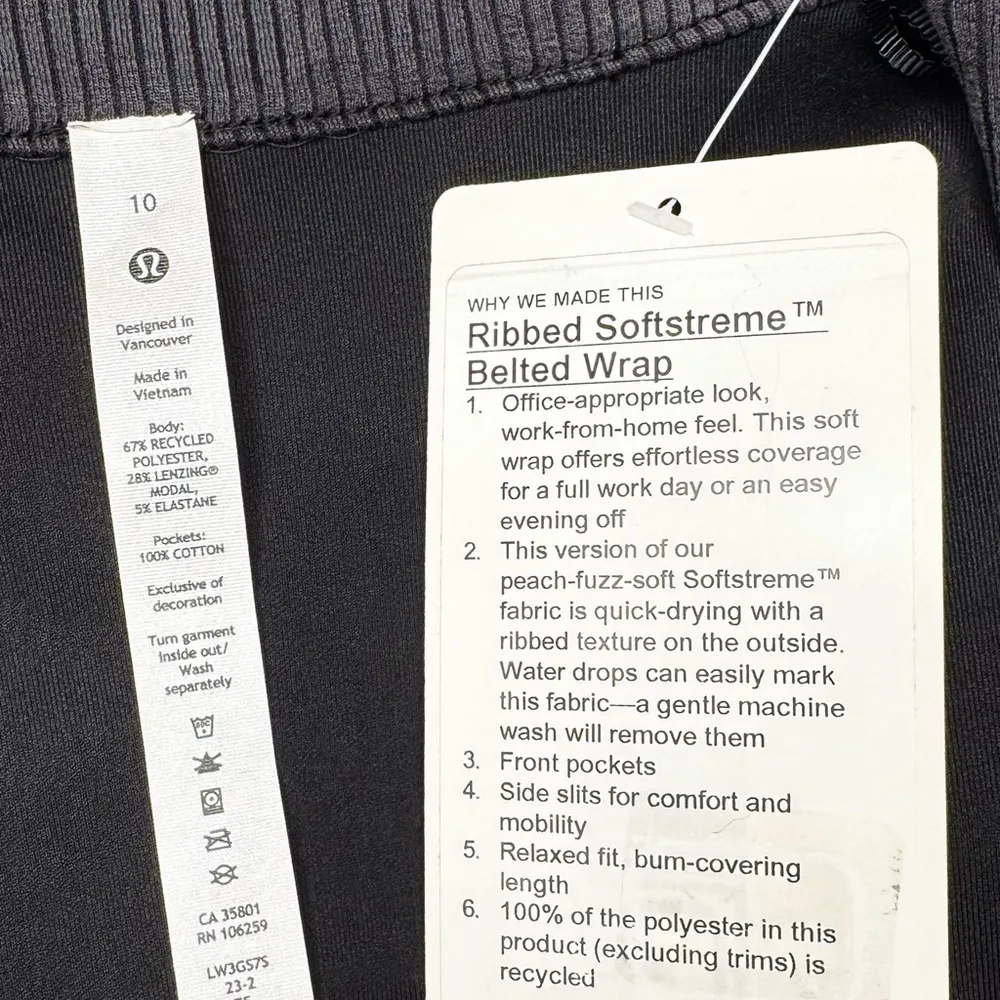 10
Designed in
Vancouver
Made in
Vietnam
Body:
67% RECYCLED
POLYESTER,
28% LENZING®
MODAL,
5% ELASTANE
Pockets:
100% COTTON
Exclusive of
decoration
Turn garment
inside out/
Wash
separately
30C
CA 35801
RN 106259
LW3G57S
23-2
WHY WE MADE THIS
Ribbed Softstreme™
Belted Wrap
1. Office-appropriate look,
work-from-home feel. This soft
wrap offers effortless coverage
for a full work day or an easy
evening off
2. This version of our
peach-fuzz-soft Softstreme™
fabric is quick-drying with a
ribbed texture on the outside.
Water drops can easily mark
this fabric—a gentle machine
wash will remove them
3. Front pockets
4. Side slits for comfort and
mobility
5. Relaxed fit, bum-covering
length
6. 100% of the polyester in this
product (excluding trims) is
recycled